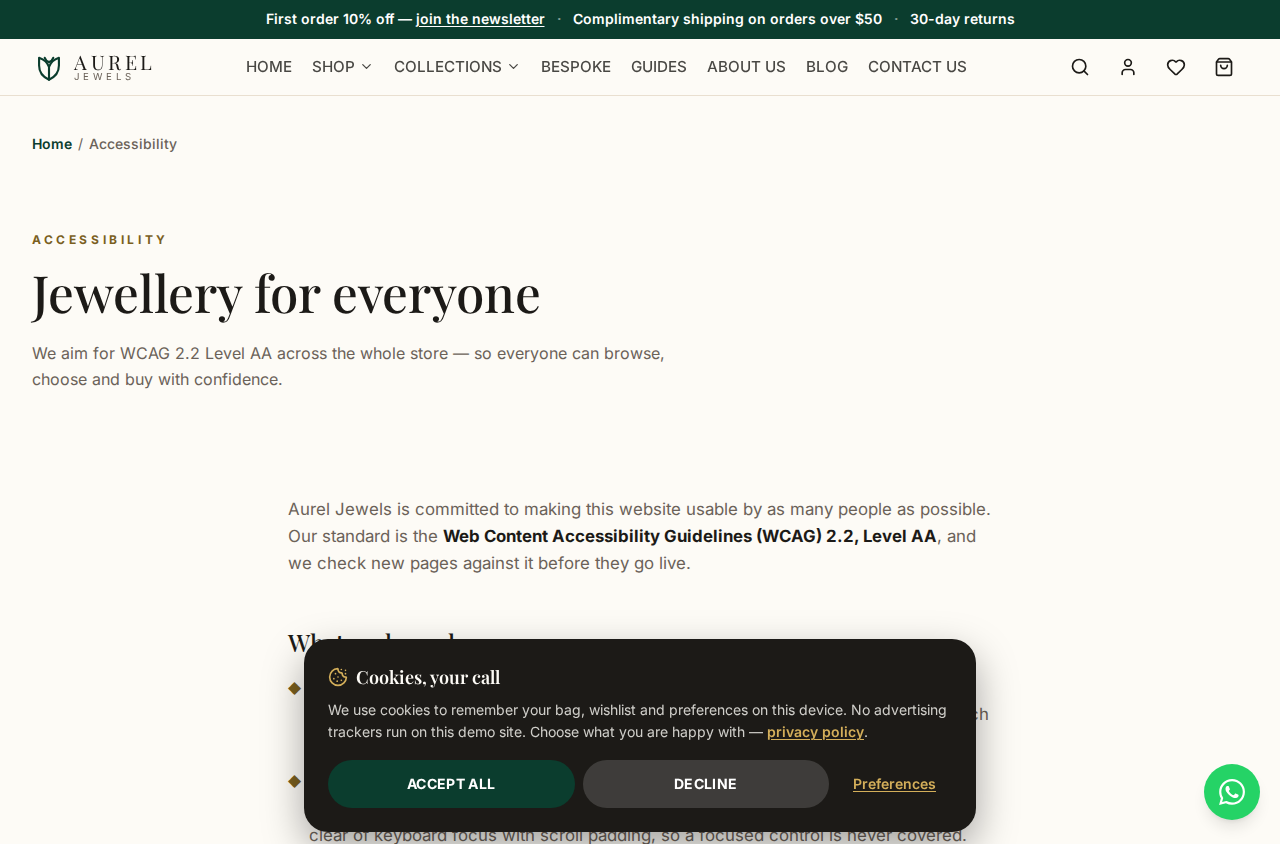 First order 10% off — join the newsletter · Complimentary shipping on orders over $50 · 30-day returns
AUREL
JEWELS
HOME SHOP COLLECTIONS BESPOKE GUIDES ABOUT US BLOG CONTACT US
Home / Accessibility
ACCESSIBILITY
Jewellery for everyone
We aim for WCAG 2.2 Level AA across the whole store — so everyone can browse,
choose and buy with confidence.
Aurel Jewels is committed to making this website usable by as many people as possible.
Our standard is the Web Content Accessibility Guidelines (WCAG) 2.2, Level AA, and
we check new pages against it before they go live.
Cookies, your call
We use cookies to remember your bag, wishlist and preferences on this device. No advertising
trackers run on this demo site. Choose what you are happy with — privacy policy.
ACCEPT ALL DECLINE Preferences
clear of keyboard focus with scroll padding, so a focused control is never covered.